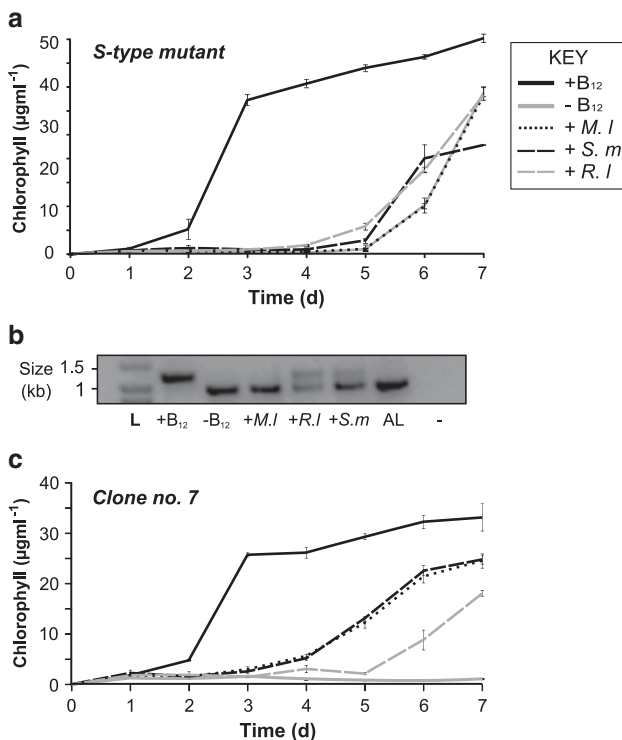 a
S-type mutant
Chlorophyll (µgml⁻¹)
50
40
30
20
10
0
0 1 2 3 4 5 6 7
Time (d)
KEY
+B₁₂
- B₁₂
+ M. l
+ S. m
+ R. l
b
Size
(kb)
1.5
1
L +B₁₂ -B₁₂ +M.l +R.l +S.m AL -
c
Clone no. 7
Chlorophyll (µgml⁻¹)
40
30
20
10
0
0 1 2 3 4 5 6 7
Time (d)